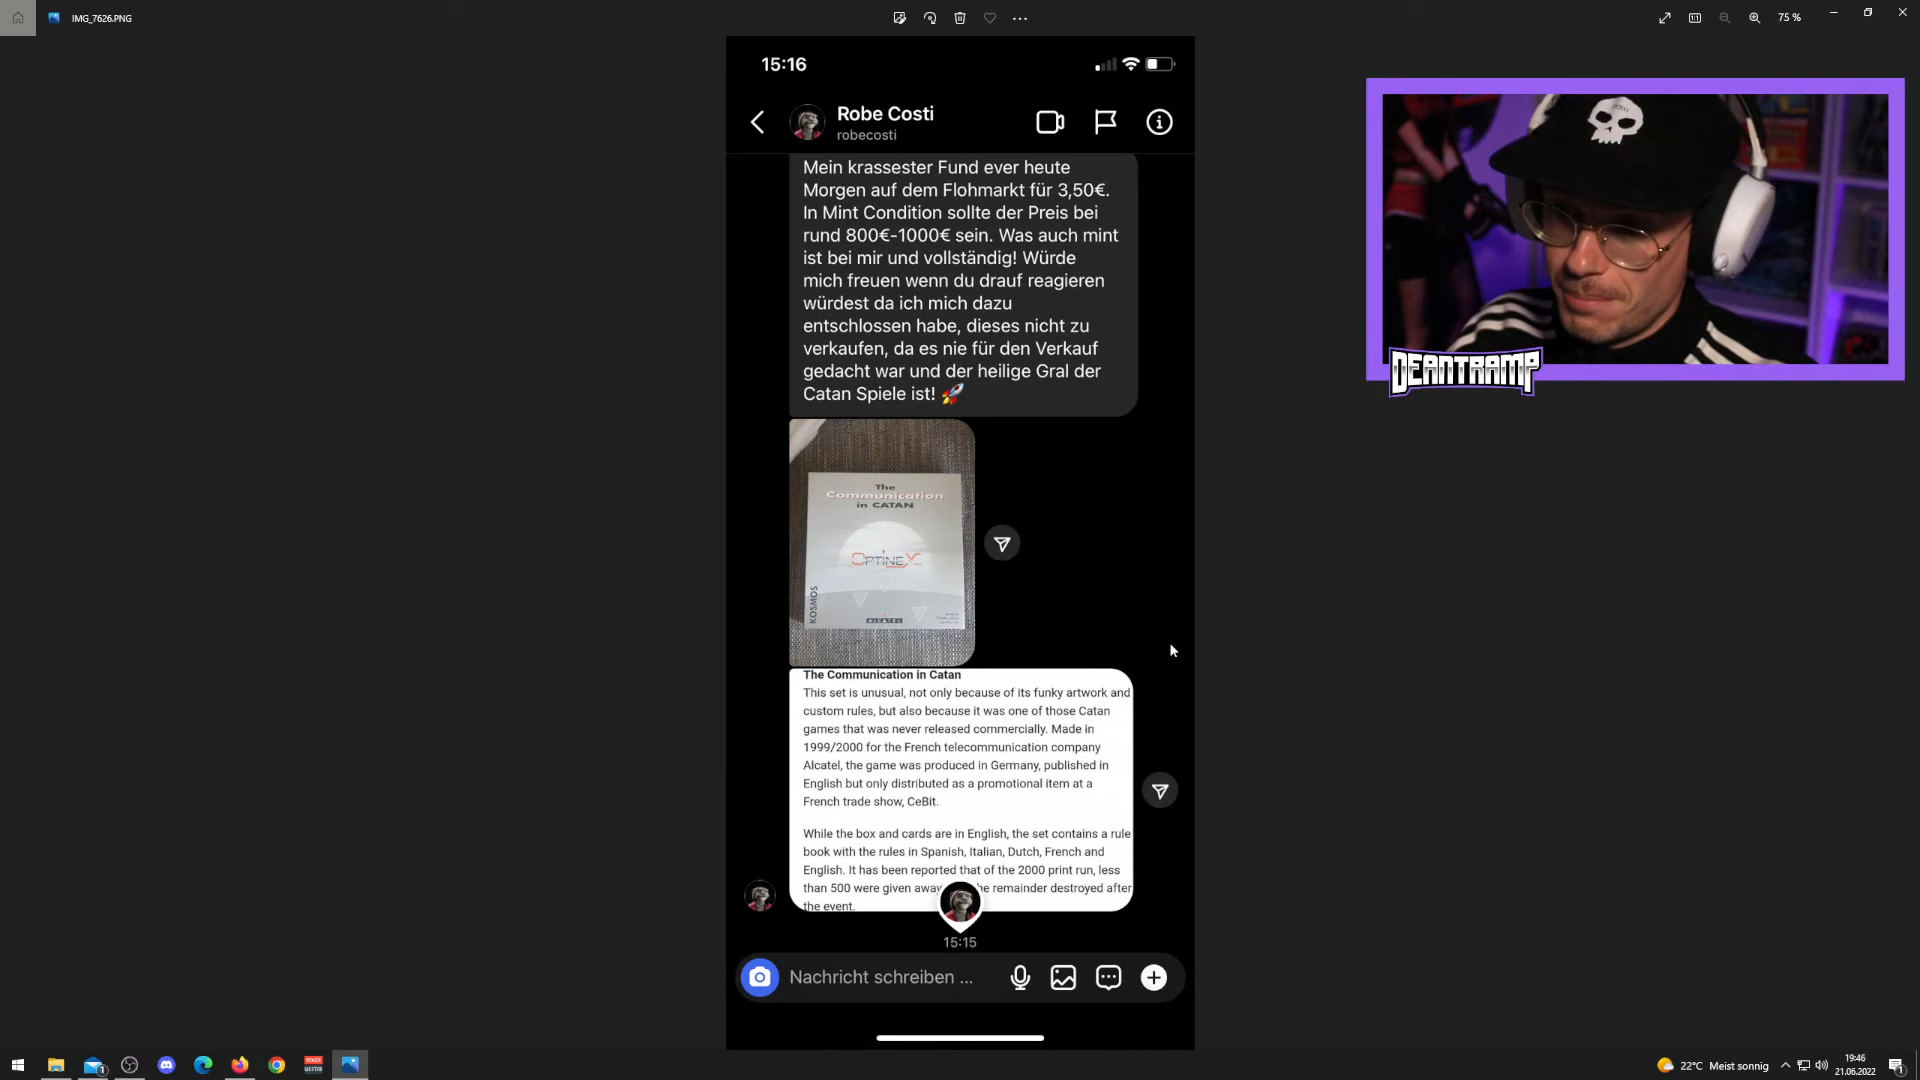 IMG_7626.PNG
75 %
15:16
Robe Costi
robecosti
Mein krassester Fund ever heute
Morgen auf dem Flohmarkt für 3,50€.
In Mint Condition sollte der Preis bei
rund 800€-1000€ sein. Was auch mint
ist bei mir und vollständig! Würde
mich freuen wenn du drauf reagieren
würdest da ich mich dazu
entschlossen habe, dieses nicht zu
verkaufen, da es nie für den Verkauf
gedacht war und der heilige Gral der
Catan Spiele ist! 🚀
The
Communication
in CATAN
OPTINEX
KOSMOS
ALCATEL
The Communication in Catan
This set is unusual, not only because of its funky artwork and
custom rules, but also because it was one of those Catan
games that was never released commercially. Made in
1999/2000 for the French telecommunication company
Alcatel, the game was produced in Germany, published in
English but only distributed as a promotional item at a
French trade show, CeBit.
While the box and cards are in English, the set contains a rule
book with the rules in Spanish, Italian, Dutch, French and
English. It has been reported that of the 2000 print run, less
than 500 were given away he remainder destroyed after
the event.
15:15
Nachricht schreiben ...
ZERO
DEANTRAMP
VOICE
MEETER
22°C Meist sonnig
19:46
21.06.2022